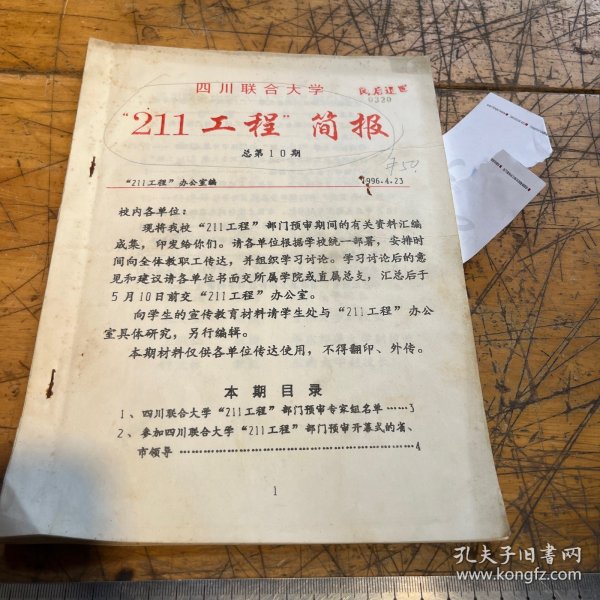 四川联合大学
阅后退还
0320
“211工程”简报
总第10期
“211工程”办公室编
1996.4.23
校内各单位：
现将我校“211工程”部门预审期间的有关资料汇编
成集，印发给你们。请各单位根据学校统一部署，安排时
间向全体教职工传达，并组织学习讨论。学习讨论后的意
见和建议请各单位书面交所属学院或直属总支，汇总后于
5月10日前交“211工程”办公室。
向学生的宣传教育材料请学生处与“211工程”办公
室具体研究，另行编辑。
本期材料仅供各单位传达使用，不得翻印、外传。
本期目录
1、四川联合大学“211工程”部门预审专家组名单……3
2、参加四川联合大学“211工程”部门预审开幕式的省、
市领导……………………………………………………4
1
孔夫子旧书网
www.kongfz.com